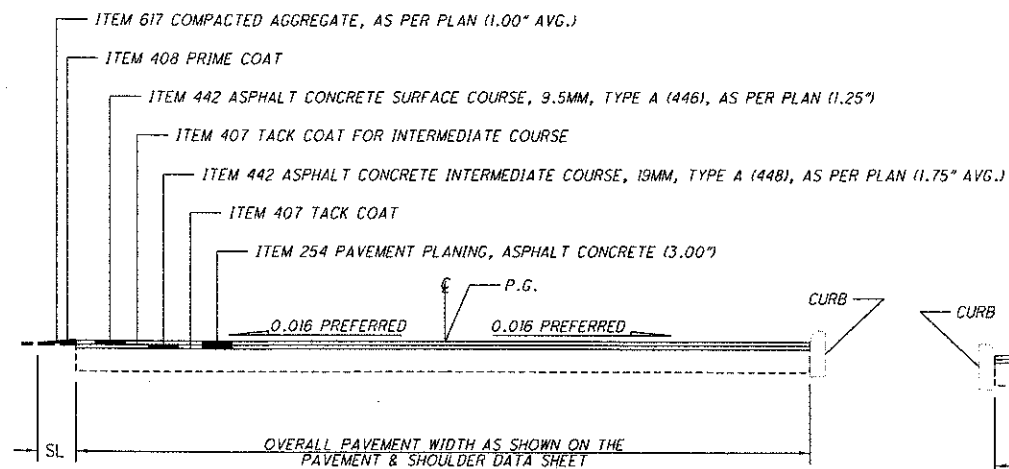 ITEM 617 COMPACTED AGGREGATE, AS PER PLAN (1.00" AVG.)
ITEM 408 PRIME COAT
ITEM 442 ASPHALT CONCRETE SURFACE COURSE, 9.5MM, TYPE A (446), AS PER PLAN (1.25")
ITEM 407 TACK COAT FOR INTERMEDIATE COURSE
ITEM 442 ASPHALT CONCRETE INTERMEDIATE COURSE, 19MM, TYPE A (448), AS PER PLAN (1.75" AVG.)
ITEM 407 TACK COAT
ITEM 254 PAVEMENT PLANING, ASPHALT CONCRETE (3.00")
℄ P.G.
CURB
CURB
0.016 PREFERRED 0.016 PREFERRED
SL
OVERALL PAVEMENT WIDTH AS SHOWN ON THE
PAVEMENT & SHOULDER DATA SHEET